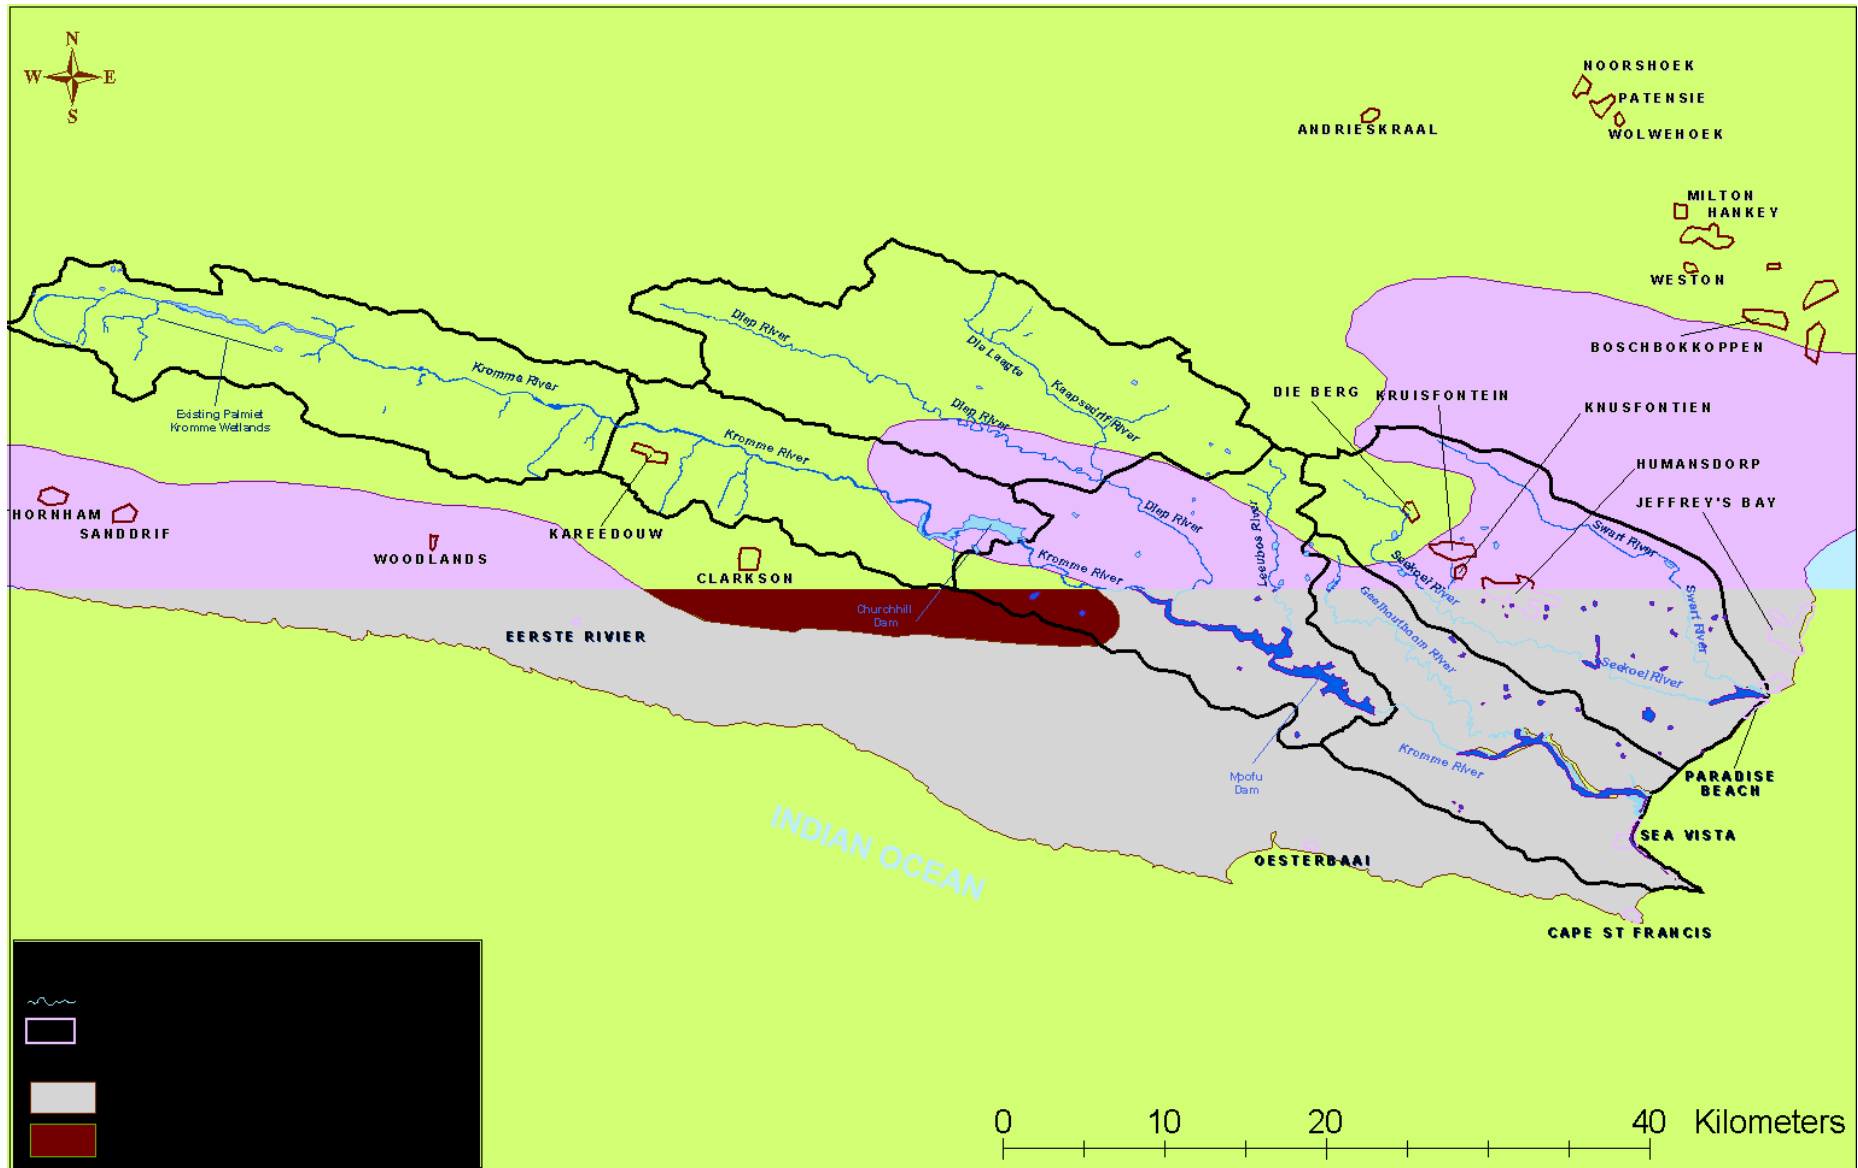 N
W E
S
NOORSHOEK
PATENSIE
ANDRIESKRAAL
WOLWEHOEK
MILTON
HANKEY
WESTON
BOSCHBOKKOPPEN
Diep River
Die Laagte
Kromme River
Kaapsedrif River
DIE BERG
KRUISFONTEIN
KNUSFONTIEN
Existing Palmiet
Kromme Wetlands
Diep River
Kromme River
HUMANSDORP
JEFFREY'S BAY
HORNHAM
SANDDRIF
KAREEDOUW
WOODLANDS
CLARKSON
Diep River
Leeubos River
Swart River
Kromme River
Seekoei River
Geelhoutboom River
Swart River
Churchhill
Dam
EERSTE RIVIER
Seekoei River
Kromme River
Mpofu
Dam
PARADISE
BEACH
INDIAN OCEAN
SEA VISTA
OESTERBAAI
CAPE ST FRANCIS
0 10 20 40 Kilometers